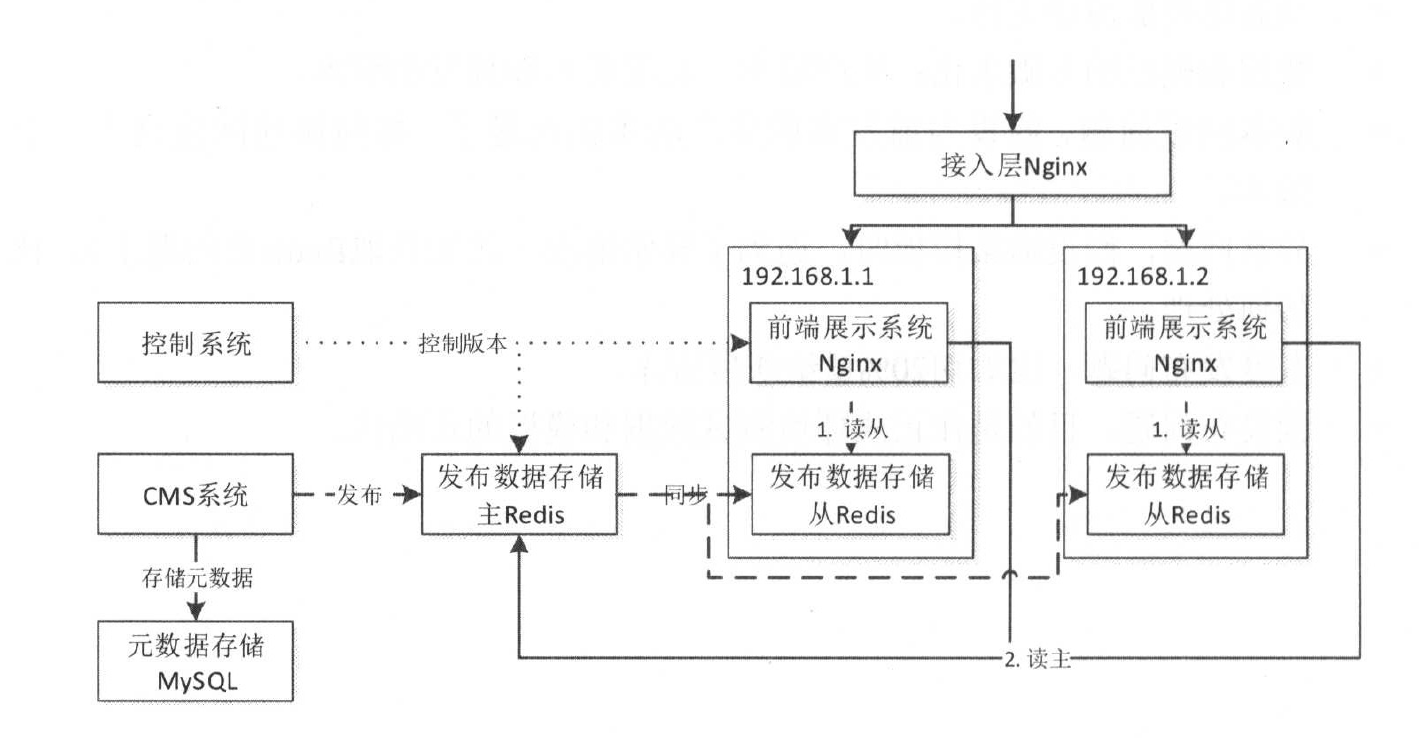 接入层Nginx
192.168.1.1
192.168.1.2
控制系统
控制版本
前端展示系统
Nginx
前端展示系统
Nginx
1. 读从
1. 读从
CMS系统
发布
发布数据存储
主Redis
同步
发布数据存储
从Redis
发布数据存储
从Redis
存储元数据
元数据存储
MySQL
2. 读主